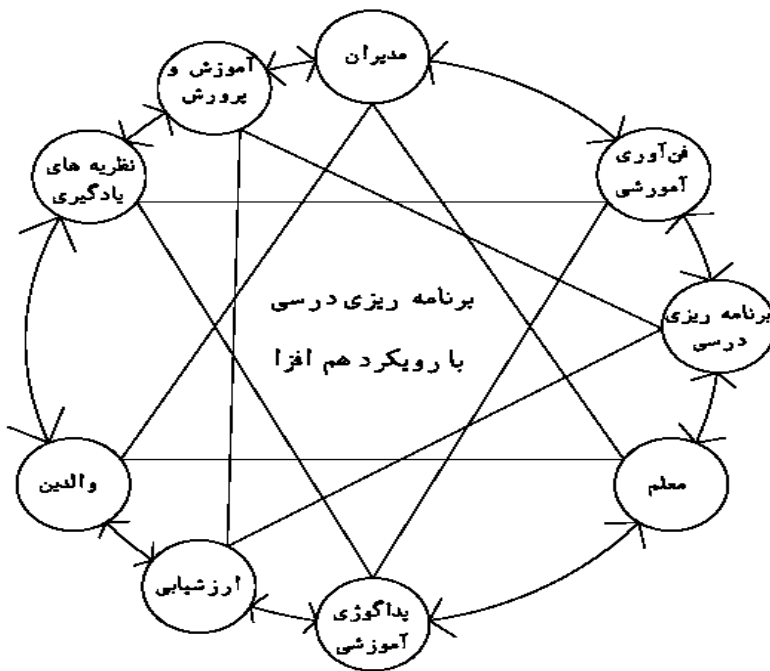 مدیران
آموزش و
پرورش
فن‌آوری
آمورشی
نظریه های
یادگیری
برنامه ریزی درسی
با رویکرد هم افزا
برنامه ریزی
درسی
والدین
معلم
ارزشیابی
پداگوژی
آموزشی